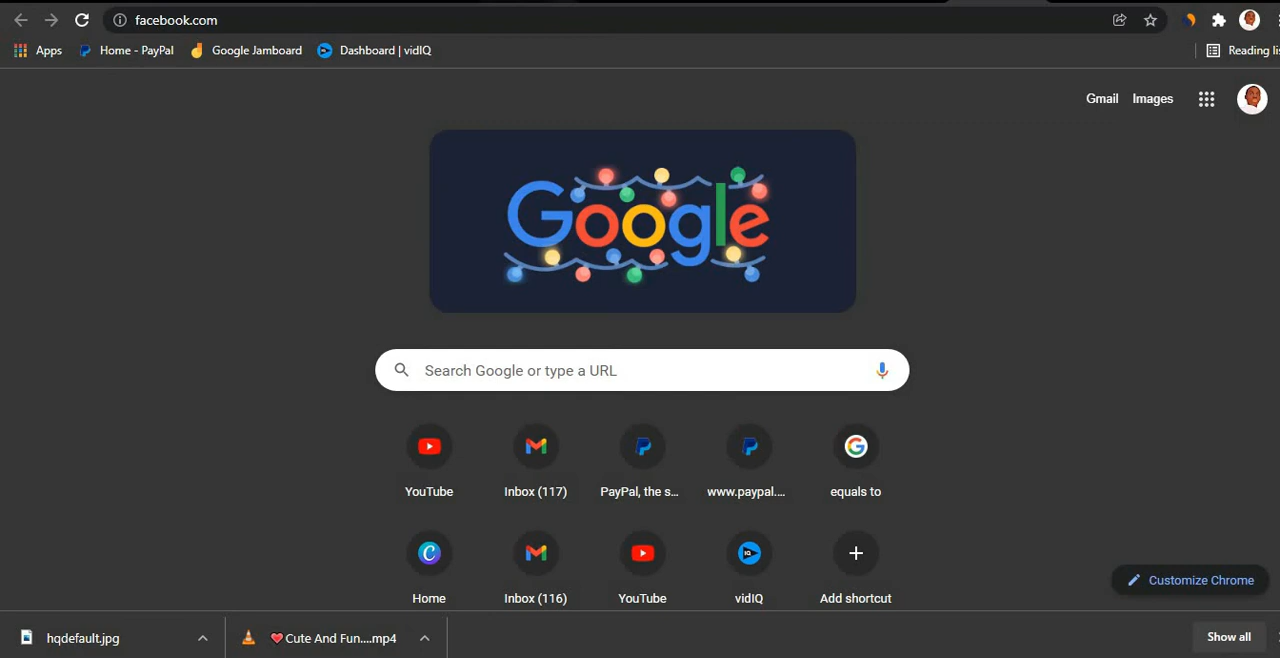 facebook.com
Apps Home - PayPal Google Jamboard Dashboard | vidIQ Reading lis
Gmail Images
Google
Search Google or type a URL
YouTube Inbox (117) PayPal, the s... www.paypal.... equals to
Home Inbox (116) YouTube vidIQ Add shortcut
Customize Chrome
hqdefault.jpg ❤Cute And Fun....mp4 Show all